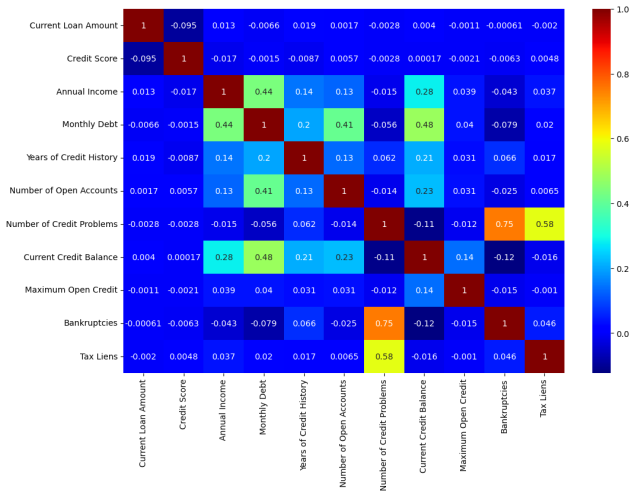 Current Loan Amount 1 -0.095 0.013 -0.0066 0.019 0.0017 -0.0028 0.004 -0.0011 -0.00061 -0.002
Credit Score -0.095 1 -0.017 -0.0015 -0.0087 0.0057 -0.0028 0.00017 -0.0021 -0.0063 0.0048
Annual Income 0.013 -0.017 1 0.44 0.14 0.13 -0.015 0.28 0.039 -0.043 0.037
Monthly Debt -0.0066 -0.0015 0.44 1 0.2 0.41 -0.056 0.48 0.04 -0.079 0.02
Years of Credit History 0.019 -0.0087 0.14 0.2 1 0.13 0.062 0.21 0.031 0.066 0.017
Number of Open Accounts 0.0017 0.0057 0.13 0.41 0.13 1 -0.014 0.23 0.031 -0.025 0.0065
Number of Credit Problems -0.0028 -0.0028 -0.015 -0.056 0.062 -0.014 1 -0.11 -0.012 0.75 0.58
Current Credit Balance 0.004 0.00017 0.28 0.48 0.21 0.23 -0.11 1 0.14 -0.12 -0.016
Maximum Open Credit -0.0011 -0.0021 0.039 0.04 0.031 0.031 -0.012 0.14 1 -0.015 -0.001
Bankruptcies -0.00061 -0.0063 -0.043 -0.079 0.066 -0.025 0.75 -0.12 -0.015 1 0.046
Tax Liens -0.002 0.0048 0.037 0.02 0.017 0.0065 0.58 -0.016 -0.001 0.046 1
Current Loan Amount
Credit Score
Annual Income
Monthly Debt
Years of Credit History
Number of Open Accounts
Number of Credit Problems
Current Credit Balance
Maximum Open Credit
Bankruptcies
Tax Liens
1.0
0.8
0.6
0.4
0.2
0.0